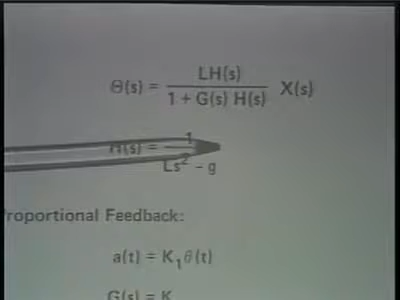 Θ(s) = LH(s) / 1 + G(s) H(s) X(s)
H(s) = 1 / Ls² - g
Proportional Feedback:
a(t) = K₁θ(t)
G(s) = K